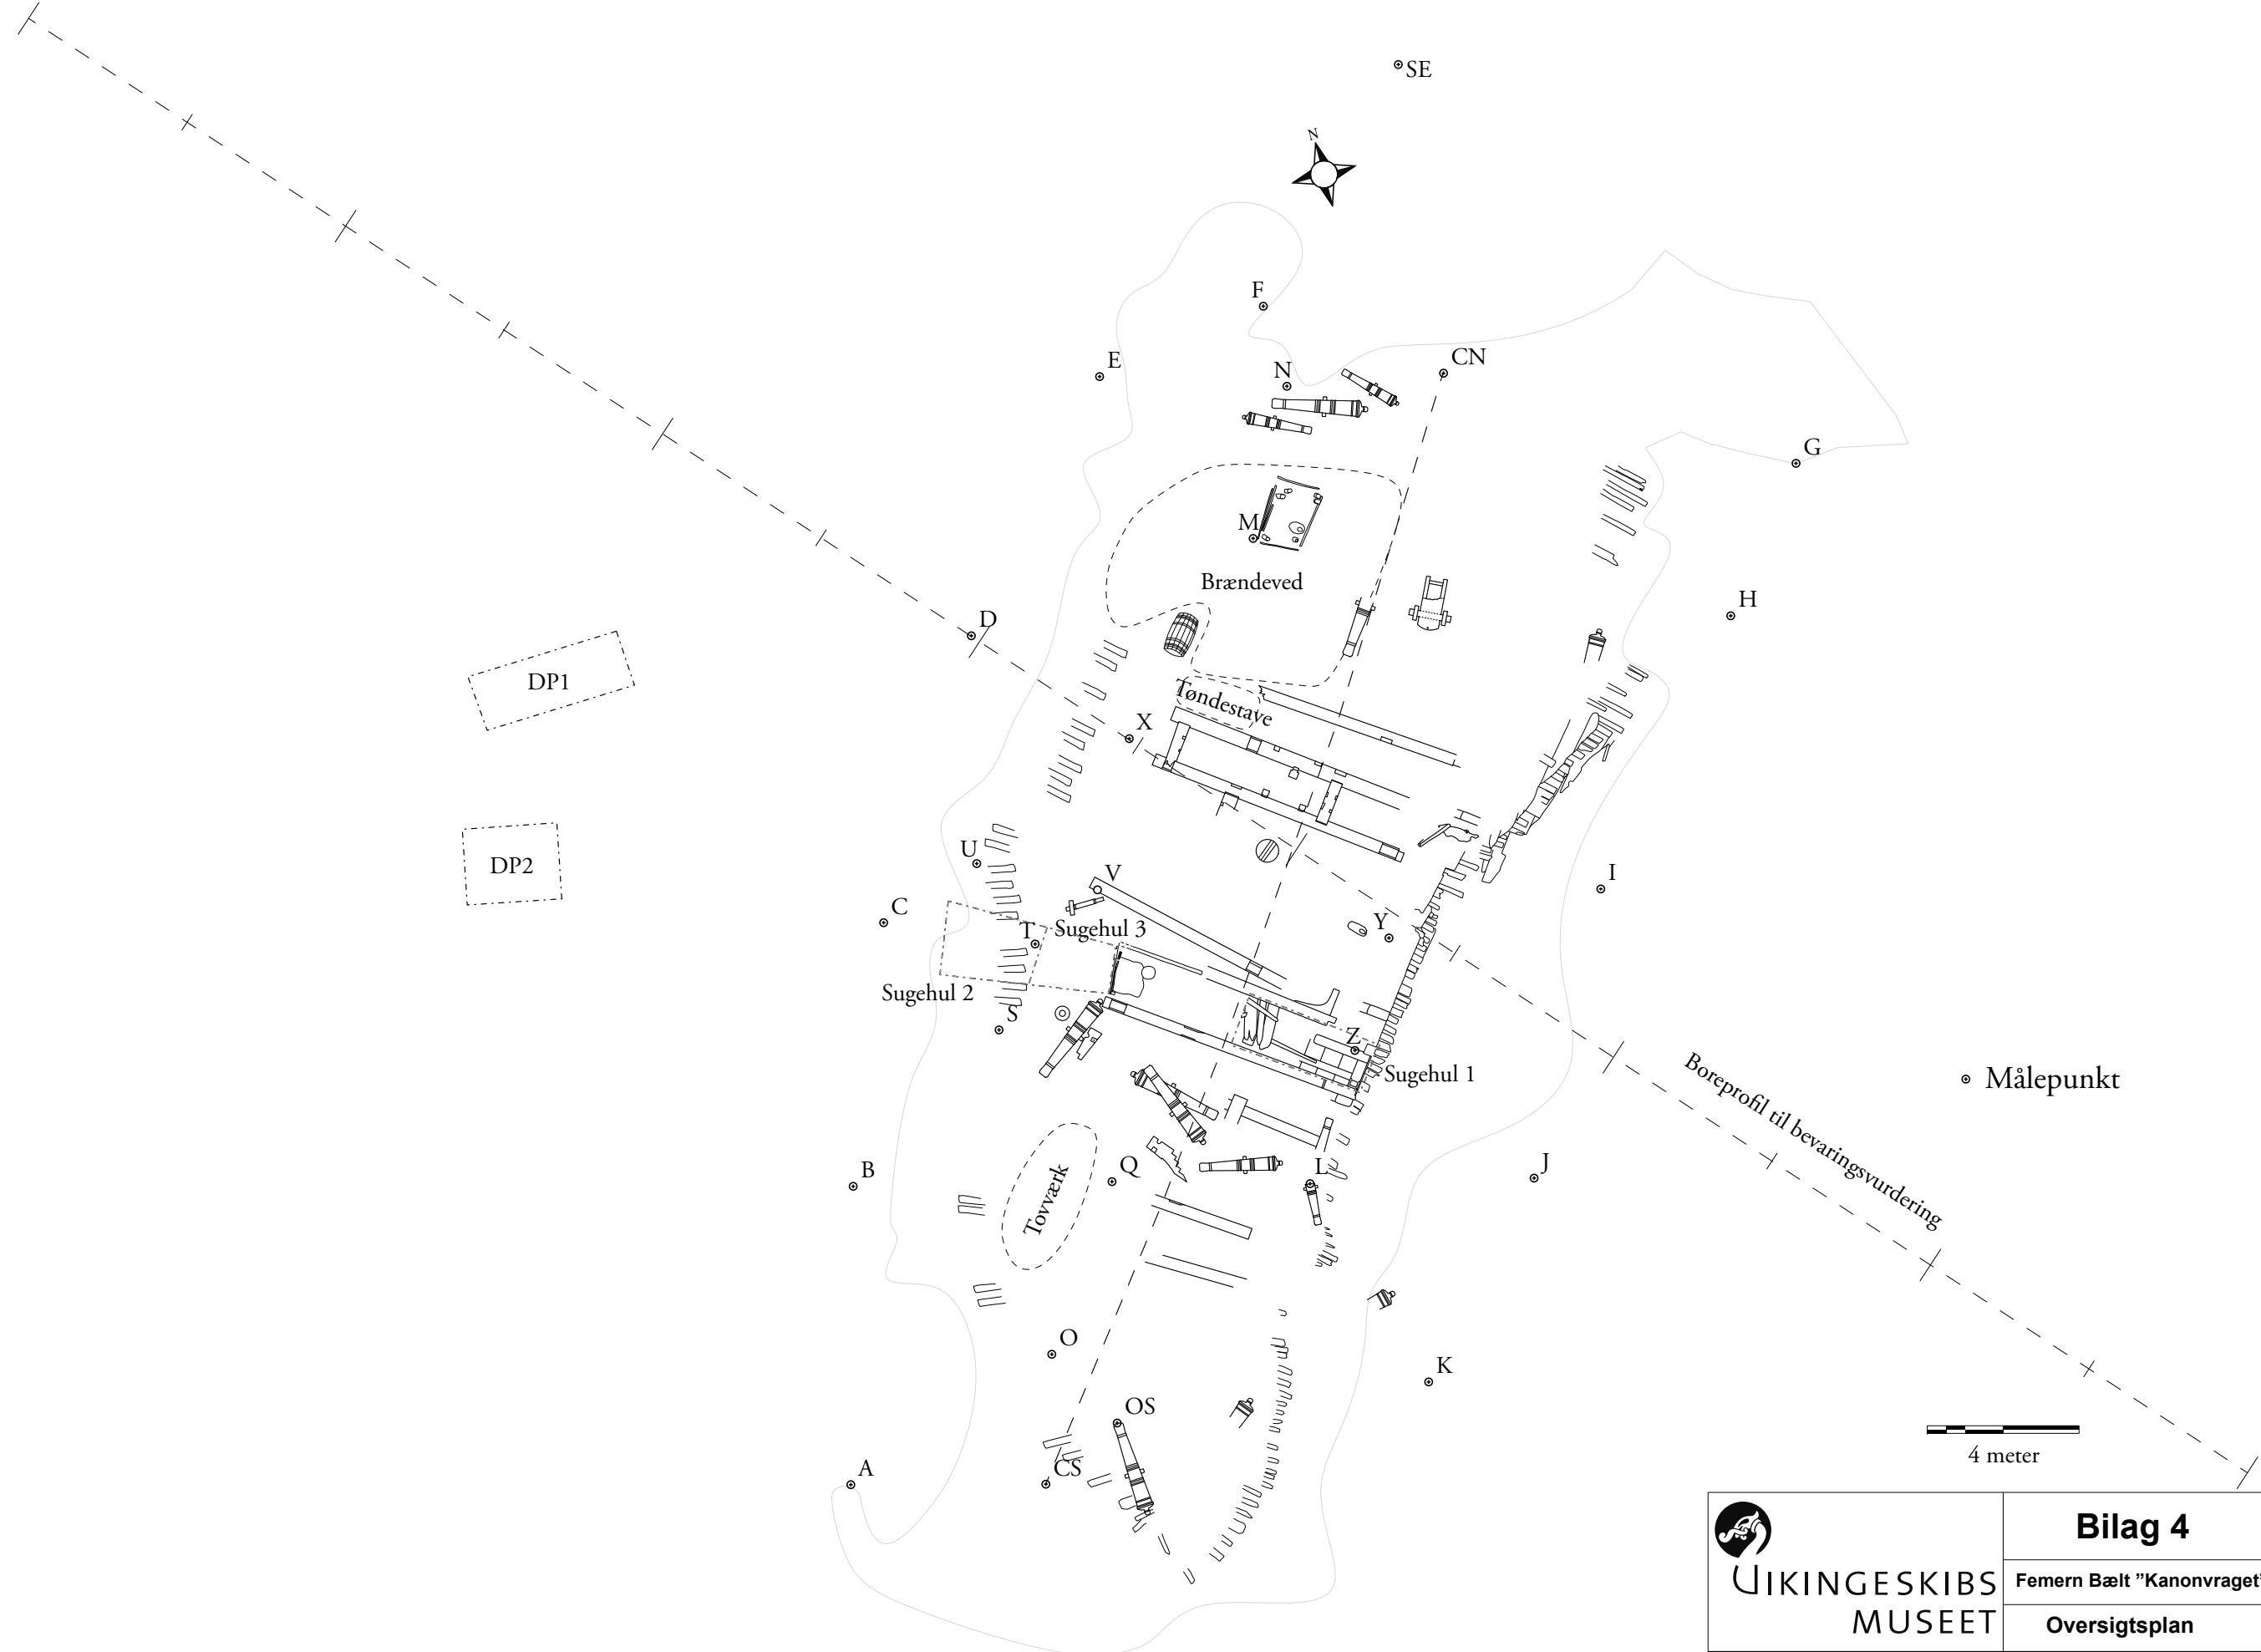 SE
N
F
E
N
CN
G
M
Brændeved
H
D
DP1
Tøndestave
X
DP2
U
V
I
C
T
Sugehul 3
Y
Sugehul 2
S
Z
Sugehul 1
Boreprofil til bevaringsvurdering
Målepunkt
B
Q
L
J
Tovværk
O
K
OS
A
CS
4 meter
Bilag 4
VIKINGESKIBS
MUSEET
Femern Bælt ”Kanonvraget”
Oversigtsplan